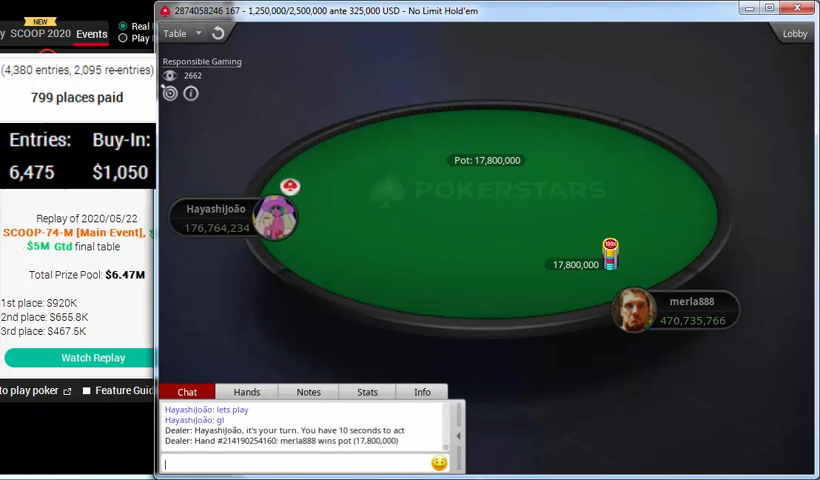 2874058246 167 - 1,250,000/2,500,000 ante 325,000 USD - No Limit Hold'em
NEW
SCOOP 2020 Events
Real
Play
(4,380 entries, 2,095 re-entries)
799 places paid
Entries: Buy-In:
6,475 $1,050
Replay of 2020/05/22
SCOOP-74-M [Main Event],
$5M Gtd final table
Total Prize Pool: $6.47M
1st place: $920K
2nd place: $655.8K
3rd place: $467.5K
Watch Replay
to play poker
Feature Guid
Table
Lobby
Responsible Gaming
2662
Pot: 17,800,000
POKERSTARS
HayashiJoão
176,764,234
17,800,000
merla888
470,735,766
Chat Hands Notes Stats Info
HayashiJoão: lets play
HayashiJoão: gl
Dealer: HayashiJoão, it's your turn. You have 10 seconds to act
Dealer: Hand #214190254160: merla888 wins pot (17,800,000)